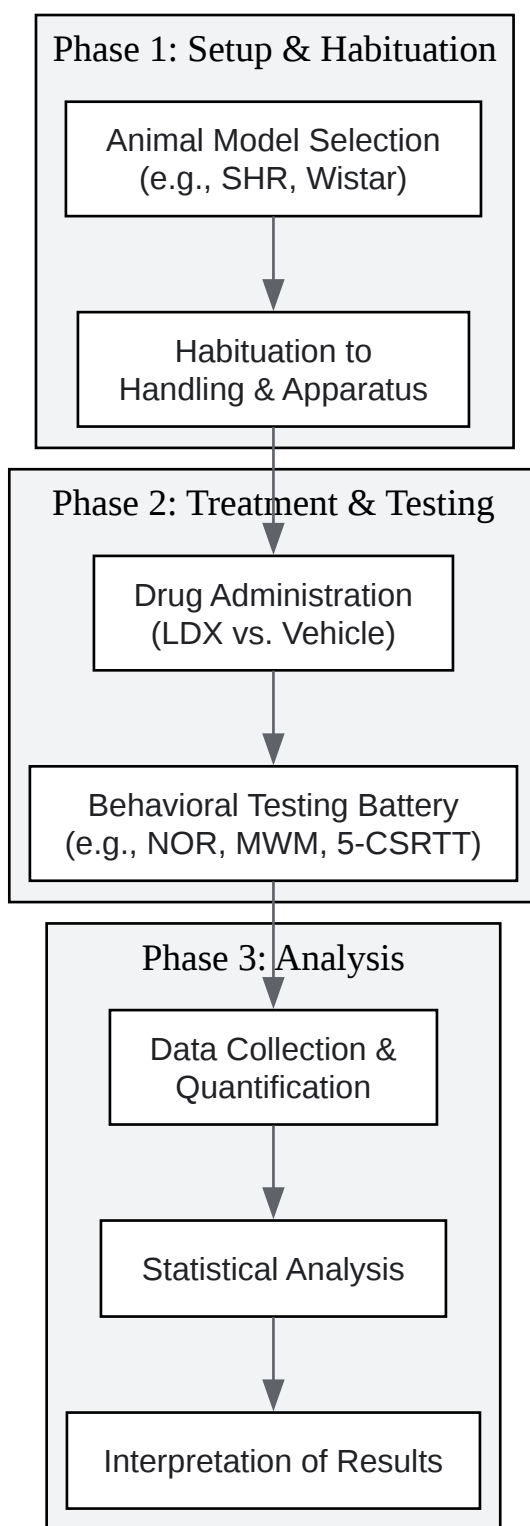 Phase 1: Setup & Habituation
Animal Model Selection
(e.g., SHR, Wistar)
Habituation to
Handling & Apparatus
Phase 2: Treatment & Testing
Drug Administration
(LDX vs. Vehicle)
Behavioral Testing Battery
(e.g., NOR, MWM, 5-CSRTT)
Phase 3: Analysis
Data Collection &
Quantification
Statistical Analysis
Interpretation of Results